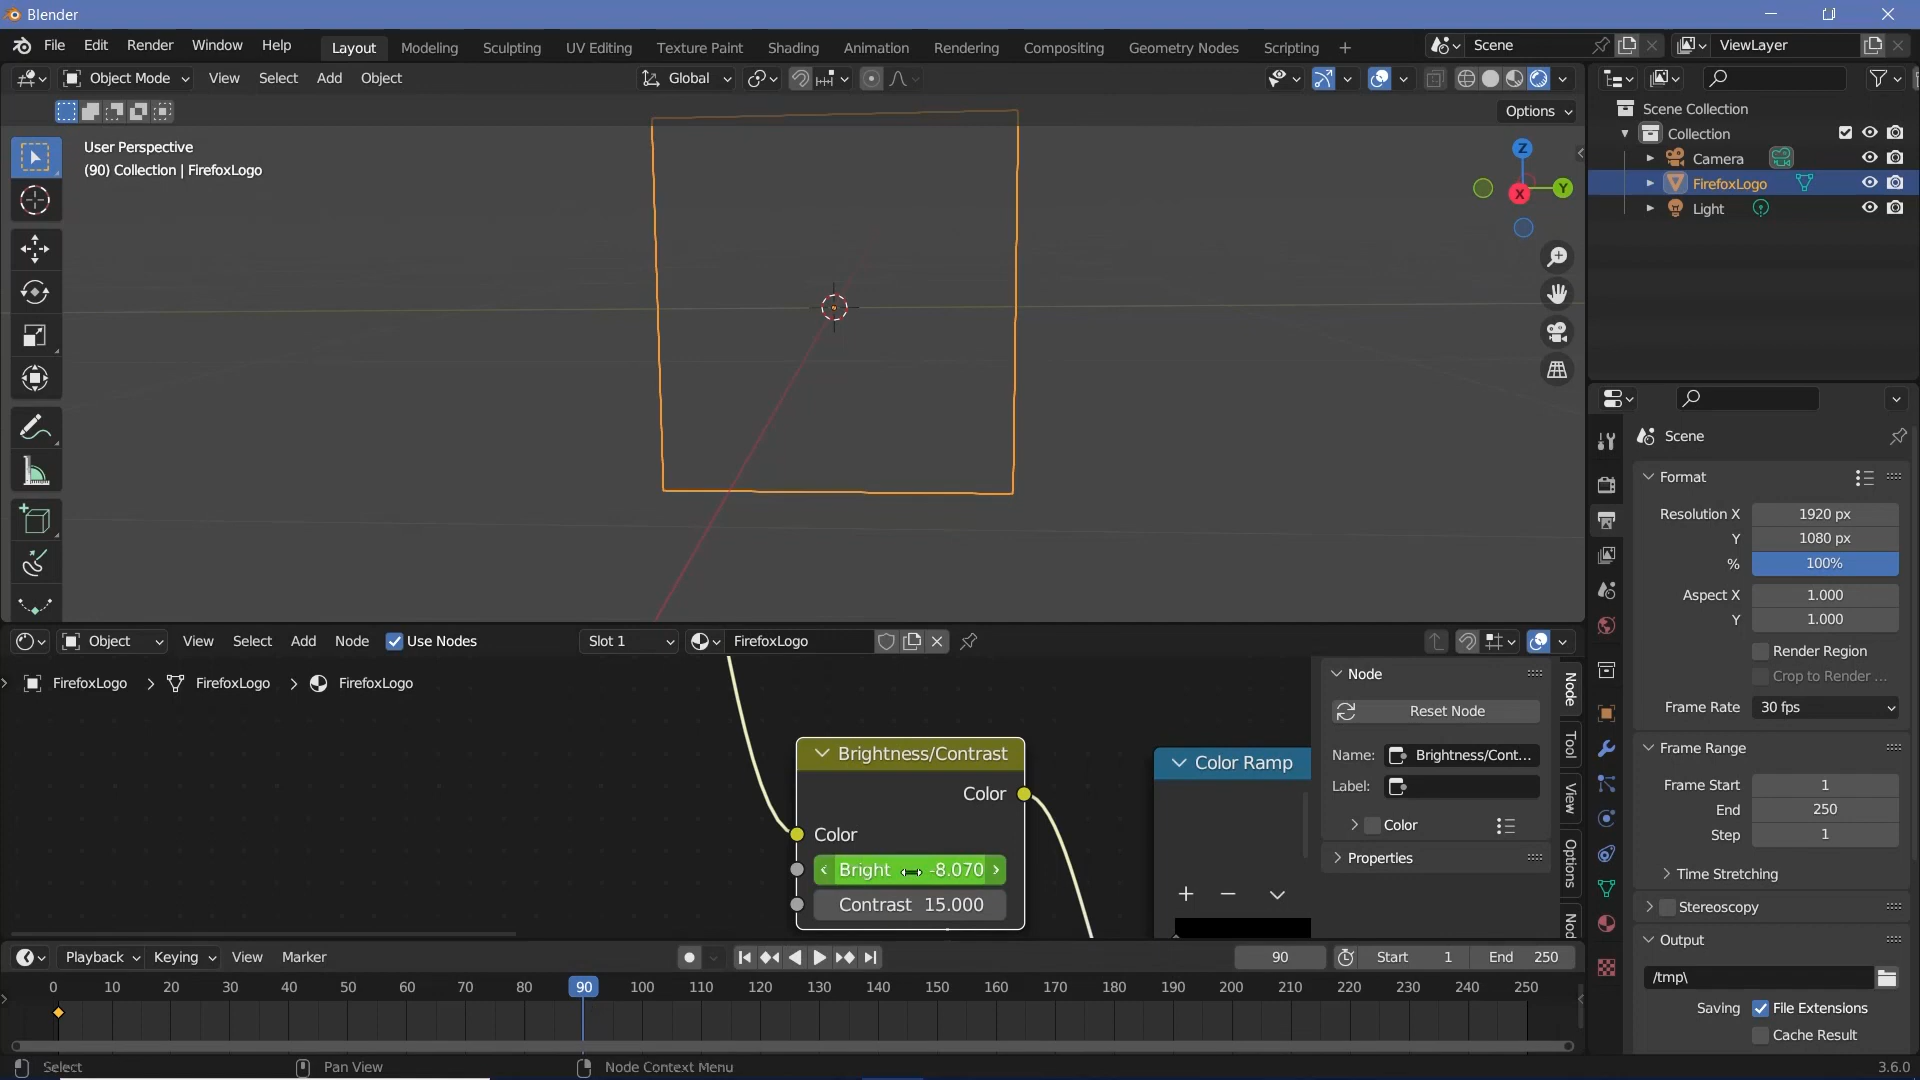 Blender
File Edit Render Window Help Layout Modeling Sculpting UV Editing Texture Paint Shading Animation Rendering Compositing Geometry Nodes Scripting + Scene ViewLayer
Object Mode View Select Add Object Global
Options
User Perspective
(90) Collection | FirefoxLogo
Z
Y
X
Scene Collection
Collection
Camera
FirefoxLogo
Light
Scene
Format
Resolution X 1920 px
Y 1080 px
% 100%
Aspect X 1.000
Y 1.000
Render Region
Crop to Render ...
Frame Rate 30 fps
Frame Range
Frame Start 1
End 250
Step 1
Time Stretching
Stereoscopy
Output
/tmp\
Saving File Extensions
Cache Result
Object View Select Add Node Use Nodes Slot 1 FirefoxLogo
FirefoxLogo > FirefoxLogo > FirefoxLogo
Brightness/Contrast
Color
Color
Bright -8.070
Contrast 15.000
Color Ramp
Node
Reset Node
Name: Brightness/Cont...
Label:
Color
Properties
Node
Tool
View
Options
Playback Keying View Marker 90 Start 1 End 250
0 10 20 30 40 50 60 70 80 90 100 110 120 130 140 150 160 170 180 190 200 210 220 230 240 250
Select Pan View Node Context Menu 3.6.0